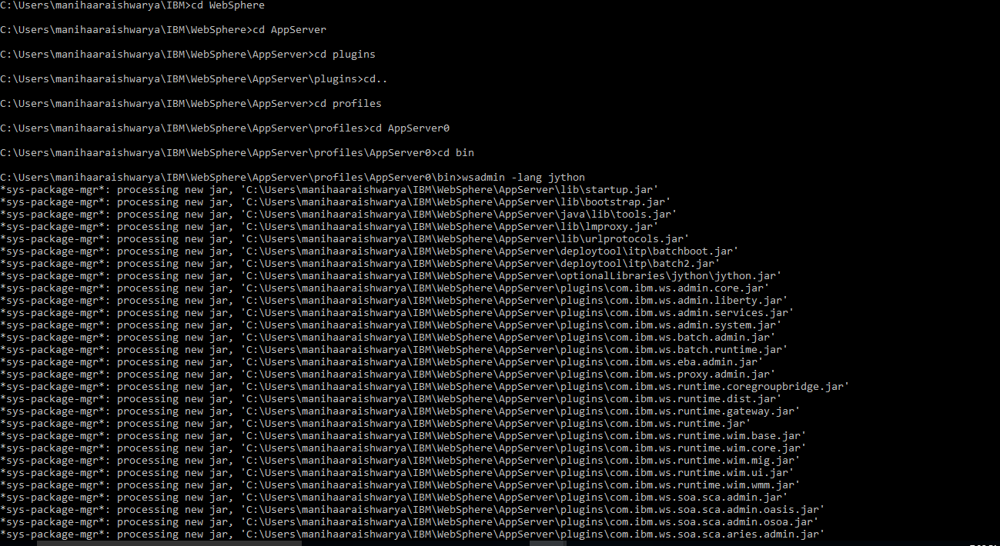 C:\Users\manihaaraishwarya\IBM>cd WebSphere
C:\Users\manihaaraishwarya\IBM\WebSphere>cd AppServer
C:\Users\manihaaraishwarya\IBM\WebSphere\AppServer>cd plugins
C:\Users\manihaaraishwarya\IBM\WebSphere\AppServer\plugins>cd..
C:\Users\manihaaraishwarya\IBM\WebSphere\AppServer>cd profiles
C:\Users\manihaaraishwarya\IBM\WebSphere\AppServer\profiles>cd AppServer0
C:\Users\manihaaraishwarya\IBM\WebSphere\AppServer\profiles\AppServer0>cd bin
C:\Users\manihaaraishwarya\IBM\WebSphere\AppServer\profiles\AppServer0\bin>wsadmin -lang jython
*sys-package-mgr*: processing new jar, 'C:\Users\manihaaraishwarya\IBM\WebSphere\AppServer\lib\startup.jar'
*sys-package-mgr*: processing new jar, 'C:\Users\manihaaraishwarya\IBM\WebSphere\AppServer\lib\bootstrap.jar'
*sys-package-mgr*: processing new jar, 'C:\Users\manihaaraishwarya\IBM\WebSphere\AppServer\java\lib\tools.jar'
*sys-package-mgr*: processing new jar, 'C:\Users\manihaaraishwarya\IBM\WebSphere\AppServer\lib\lmproxy.jar'
*sys-package-mgr*: processing new jar, 'C:\Users\manihaaraishwarya\IBM\WebSphere\AppServer\lib\urlprotocols.jar'
*sys-package-mgr*: processing new jar, 'C:\Users\manihaaraishwarya\IBM\WebSphere\AppServer\deploytool\itp\batchboot.jar'
*sys-package-mgr*: processing new jar, 'C:\Users\manihaaraishwarya\IBM\WebSphere\AppServer\deploytool\itp\batch2.jar'
*sys-package-mgr*: processing new jar, 'C:\Users\manihaaraishwarya\IBM\WebSphere\AppServer\optionalLibraries\jython\jython.jar'
*sys-package-mgr*: processing new jar, 'C:\Users\manihaaraishwarya\IBM\WebSphere\AppServer\plugins\com.ibm.ws.admin.core.jar'
*sys-package-mgr*: processing new jar, 'C:\Users\manihaaraishwarya\IBM\WebSphere\AppServer\plugins\com.ibm.ws.admin.liberty.jar'
*sys-package-mgr*: processing new jar, 'C:\Users\manihaaraishwarya\IBM\WebSphere\AppServer\plugins\com.ibm.ws.admin.services.jar'
*sys-package-mgr*: processing new jar, 'C:\Users\manihaaraishwarya\IBM\WebSphere\AppServer\plugins\com.ibm.ws.admin.system.jar'
*sys-package-mgr*: processing new jar, 'C:\Users\manihaaraishwarya\IBM\WebSphere\AppServer\plugins\com.ibm.ws.batch.admin.jar'
*sys-package-mgr*: processing new jar, 'C:\Users\manihaaraishwarya\IBM\WebSphere\AppServer\plugins\com.ibm.ws.batch.runtime.jar'
*sys-package-mgr*: processing new jar, 'C:\Users\manihaaraishwarya\IBM\WebSphere\AppServer\plugins\com.ibm.ws.eba.admin.jar'
*sys-package-mgr*: processing new jar, 'C:\Users\manihaaraishwarya\IBM\WebSphere\AppServer\plugins\com.ibm.ws.proxy.admin.jar'
*sys-package-mgr*: processing new jar, 'C:\Users\manihaaraishwarya\IBM\WebSphere\AppServer\plugins\com.ibm.ws.runtime.coregroupbridge.jar'
*sys-package-mgr*: processing new jar, 'C:\Users\manihaaraishwarya\IBM\WebSphere\AppServer\plugins\com.ibm.ws.runtime.dist.jar'
*sys-package-mgr*: processing new jar, 'C:\Users\manihaaraishwarya\IBM\WebSphere\AppServer\plugins\com.ibm.ws.runtime.gateway.jar'
*sys-package-mgr*: processing new jar, 'C:\Users\manihaaraishwarya\IBM\WebSphere\AppServer\plugins\com.ibm.ws.runtime.jar'
*sys-package-mgr*: processing new jar, 'C:\Users\manihaaraishwarya\IBM\WebSphere\AppServer\plugins\com.ibm.ws.runtime.wim.base.jar'
*sys-package-mgr*: processing new jar, 'C:\Users\manihaaraishwarya\IBM\WebSphere\AppServer\plugins\com.ibm.ws.runtime.wim.core.jar'
*sys-package-mgr*: processing new jar, 'C:\Users\manihaaraishwarya\IBM\WebSphere\AppServer\plugins\com.ibm.ws.runtime.wim.mig.jar'
*sys-package-mgr*: processing new jar, 'C:\Users\manihaaraishwarya\IBM\WebSphere\AppServer\plugins\com.ibm.ws.runtime.wim.ui.jar'
*sys-package-mgr*: processing new jar, 'C:\Users\manihaaraishwarya\IBM\WebSphere\AppServer\plugins\com.ibm.ws.runtime.wim.wmm.jar'
*sys-package-mgr*: processing new jar, 'C:\Users\manihaaraishwarya\IBM\WebSphere\AppServer\plugins\com.ibm.ws.soa.sca.admin.jar'
*sys-package-mgr*: processing new jar, 'C:\Users\manihaaraishwarya\IBM\WebSphere\AppServer\plugins\com.ibm.ws.soa.sca.admin.oasis.jar'
*sys-package-mgr*: processing new jar, 'C:\Users\manihaaraishwarya\IBM\WebSphere\AppServer\plugins\com.ibm.ws.soa.sca.admin.osoa.jar'
*sys-package-mgr*: processing new jar, 'C:\Users\manihaaraishwarya\IBM\WebSphere\AppServer\plugins\com.ibm.ws.soa.sca.aries.admin.jar'